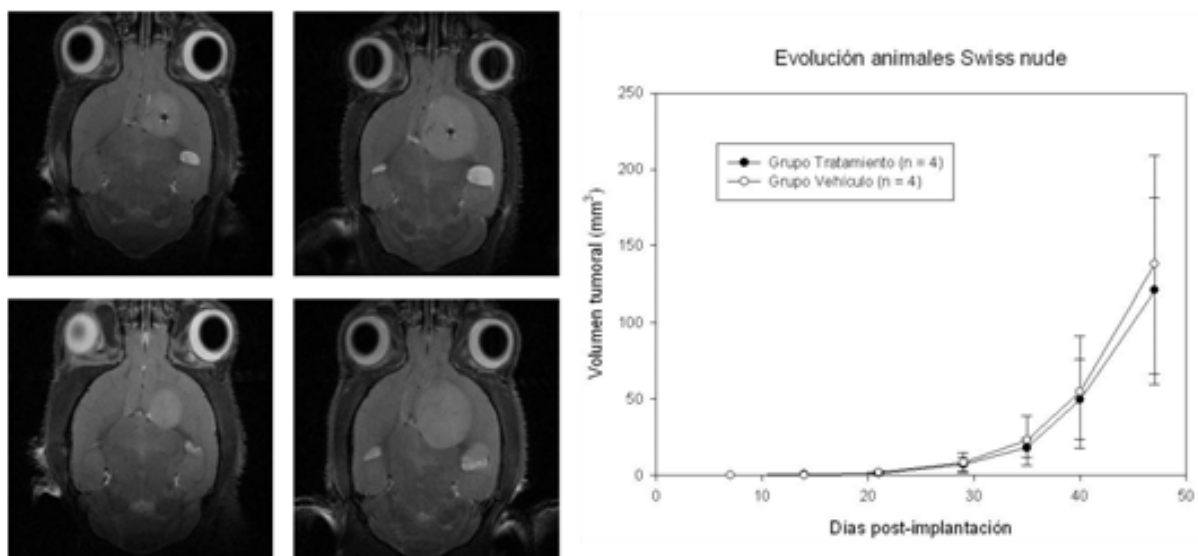 Evolución animales Swiss nude
250
200
150
100
50
0
Volumen tumoral (mm³)
Grupo Tratamiento (n = 4)
Grupo Vehículo (n = 4)
0 10 20 30 40 50
Días post-implantación